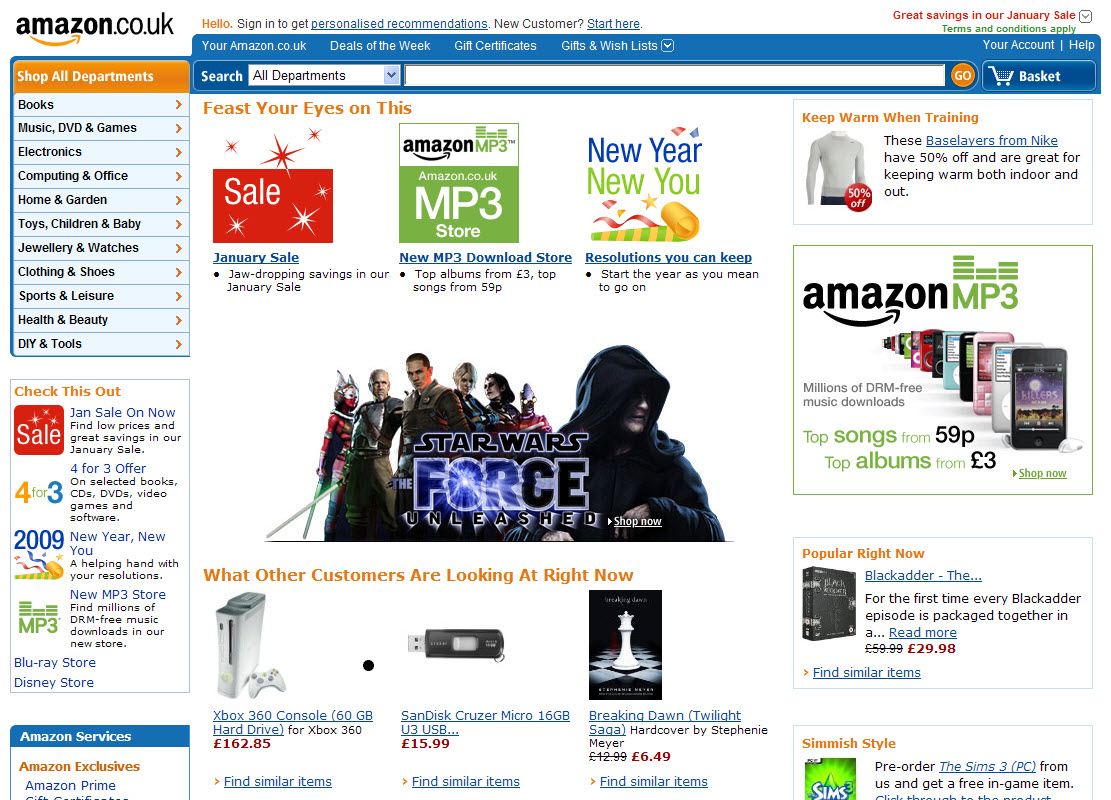 amazon.co.uk
Hello. Sign in to get personalised recommendations. New Customer? Start here.
Great savings in our January Sale
Terms and conditions apply
Your Amazon.co.uk Deals of the Week Gift Certificates Gifts & Wish Lists
Your Account | Help
Shop All Departments
Search All Departments GO Basket
Books
Music, DVD & Games
Electronics
Computing & Office
Home & Garden
Toys, Children & Baby
Jewellery & Watches
Clothing & Shoes
Sports & Leisure
Health & Beauty
DIY & Tools
Check This Out
Sale
Jan Sale On Now
Find low prices and
great savings in our
January Sale.
4 for 3
4 for 3 Offer
On selected books,
CDs, DVDs, video
games and
software.
2009
New Year, New
You
A helping hand with
your resolutions.
MP3
New MP3 Store
Find millions of
DRM-free music
downloads in our
new store.
Blu-ray Store
Disney Store
Amazon Services
Amazon Exclusives
Amazon Prime
Gift Certificates
Feast Your Eyes on This
Sale
January Sale
Jaw-dropping savings in our
January Sale
amazonMP3™
Amazon.co.uk
MP3
Store
New MP3 Download Store
Top albums from £3, top
songs from 59p
New Year
New You
Resolutions you can keep
Start the year as you mean
to go on
STAR WARS
THE FORCE
UNLEASHED
Shop now
What Other Customers Are Looking At Right Now
Xbox 360 Console (60 GB
Hard Drive) for Xbox 360
£162.85
Find similar items
SanDisk Cruzer Micro 16GB
U3 USB...
£15.99
Find similar items
breaking dawn
STEPHENIE MEYER
Breaking Dawn (Twilight
Saga) Hardcover by Stephenie
Meyer
£12.99 £6.49
Find similar items
Keep Warm When Training
50%
off
These Baselayers from Nike
have 50% off and are great for
keeping warm both indoor and
out.
amazonMP3
Millions of DRM-free
music downloads
KILLERS
Top songs from 59p
Top albums from £3
Shop now
Popular Right Now
BLACK
ADDER
Blackadder - The...
For the first time every Blackadder
episode is packaged together in
a... Read more
£59.99 £29.98
Find similar items
Simmish Style
SIMS 3
Pre-order The Sims 3 (PC) from
us and get a free in-game item.
Click through to the product